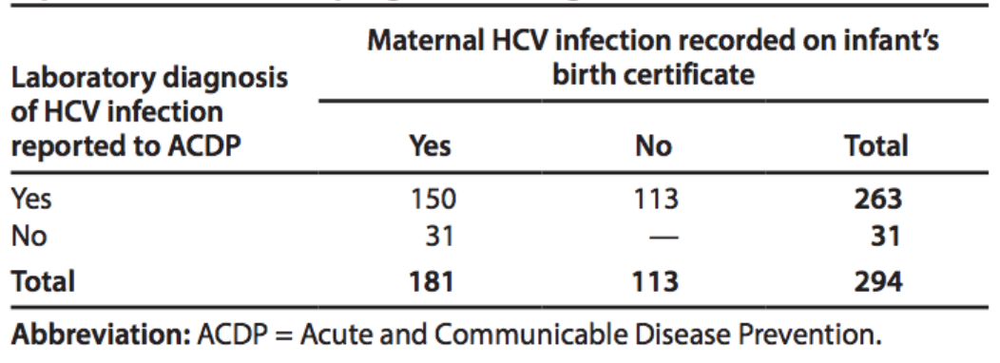 Maternal HCV infection recorded on infant's
birth certificate
Laboratory diagnosis
of HCV infection
reported to ACDP Yes No Total
Yes 150 113 263
No 31 — 31
Total 181 113 294
Abbreviation: ACDP = Acute and Communicable Disease Prevention.